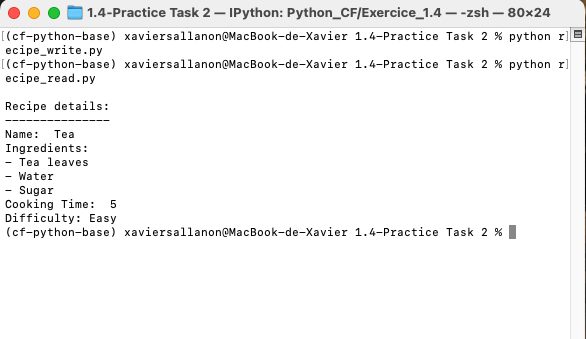 1.4-Practice Task 2 — IPython: Python_CF/Exercice_1.4 — -zsh — 80×24
[(cf-python-base) xaviersallanon@MacBook-de-Xavier 1.4-Practice Task 2 % python r]
ecipe_write.py
[(cf-python-base) xaviersallanon@MacBook-de-Xavier 1.4-Practice Task 2 % python r]
ecipe_read.py
Recipe details:
---------------
Name:  Tea
Ingredients:
- Tea leaves
- Water
- Sugar
Cooking Time:  5
Difficulty: Easy
(cf-python-base) xaviersallanon@MacBook-de-Xavier 1.4-Practice Task 2 %